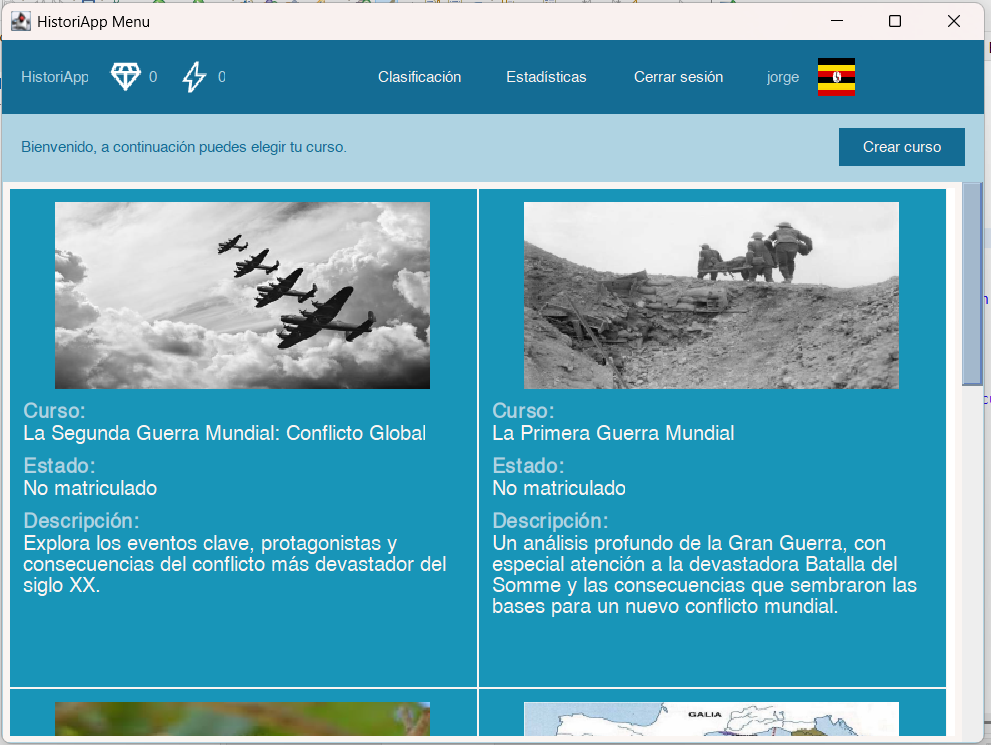 HistoriApp Menu
HistoriApp 0 0 Clasificación Estadísticas Cerrar sesión jorge
Bienvenido, a continuación puedes elegir tu curso. Crear curso
Curso:
La Segunda Guerra Mundial: Conflicto Global
Estado:
No matriculado
Descripción:
Explora los eventos clave, protagonistas y
consecuencias del conflicto más devastador del
siglo XX.
Curso:
La Primera Guerra Mundial
Estado:
No matriculado
Descripción:
Un análisis profundo de la Gran Guerra, con
especial atención a la devastadora Batalla del
Somme y las consecuencias que sembraron las
bases para un nuevo conflicto mundial.
GALIA